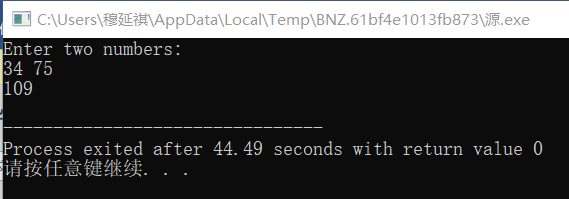 C:\Users\穆延祺\AppData\Local\Temp\BNZ.61bf4e1013fb873\源.exe
Enter two numbers:
34 75
109
--------------------------------
Process exited after 44.49 seconds with return value 0
请按任意键继续. . .